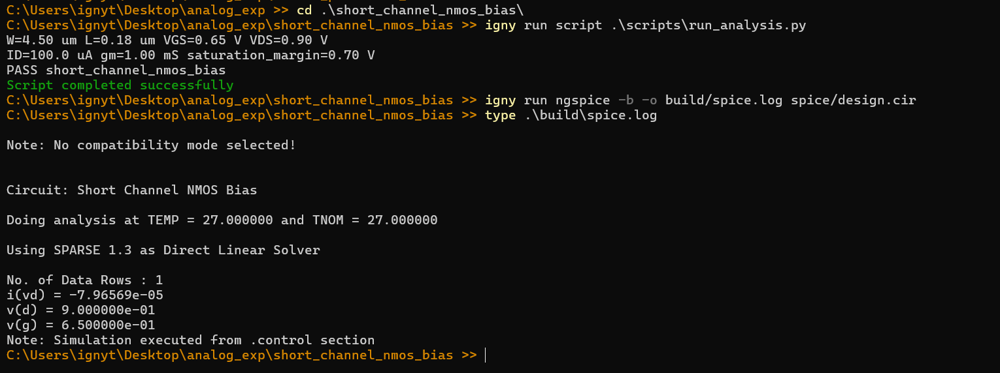 C:\Users\ignyt\Desktop\analog_exp >> cd .\short_channel_nmos_bias\
C:\Users\ignyt\Desktop\analog_exp\short_channel_nmos_bias >> igny run script .\scripts\run_analysis.py
W=4.50 um L=0.18 um VGS=0.65 V VDS=0.90 V
ID=100.0 uA gm=1.00 mS saturation_margin=0.70 V
PASS short_channel_nmos_bias
Script completed successfully
C:\Users\ignyt\Desktop\analog_exp\short_channel_nmos_bias >> igny run ngspice -b -o build/spice.log spice/design.cir
C:\Users\ignyt\Desktop\analog_exp\short_channel_nmos_bias >> type .\build\spice.log
Note: No compatibility mode selected!
Circuit: Short Channel NMOS Bias
Doing analysis at TEMP = 27.000000 and TNOM = 27.000000
Using SPARSE 1.3 as Direct Linear Solver
No. of Data Rows : 1
i(vd) = -7.96569e-05
v(d) = 9.000000e-01
v(g) = 6.500000e-01
Note: Simulation executed from .control section
C:\Users\ignyt\Desktop\analog_exp\short_channel_nmos_bias >>